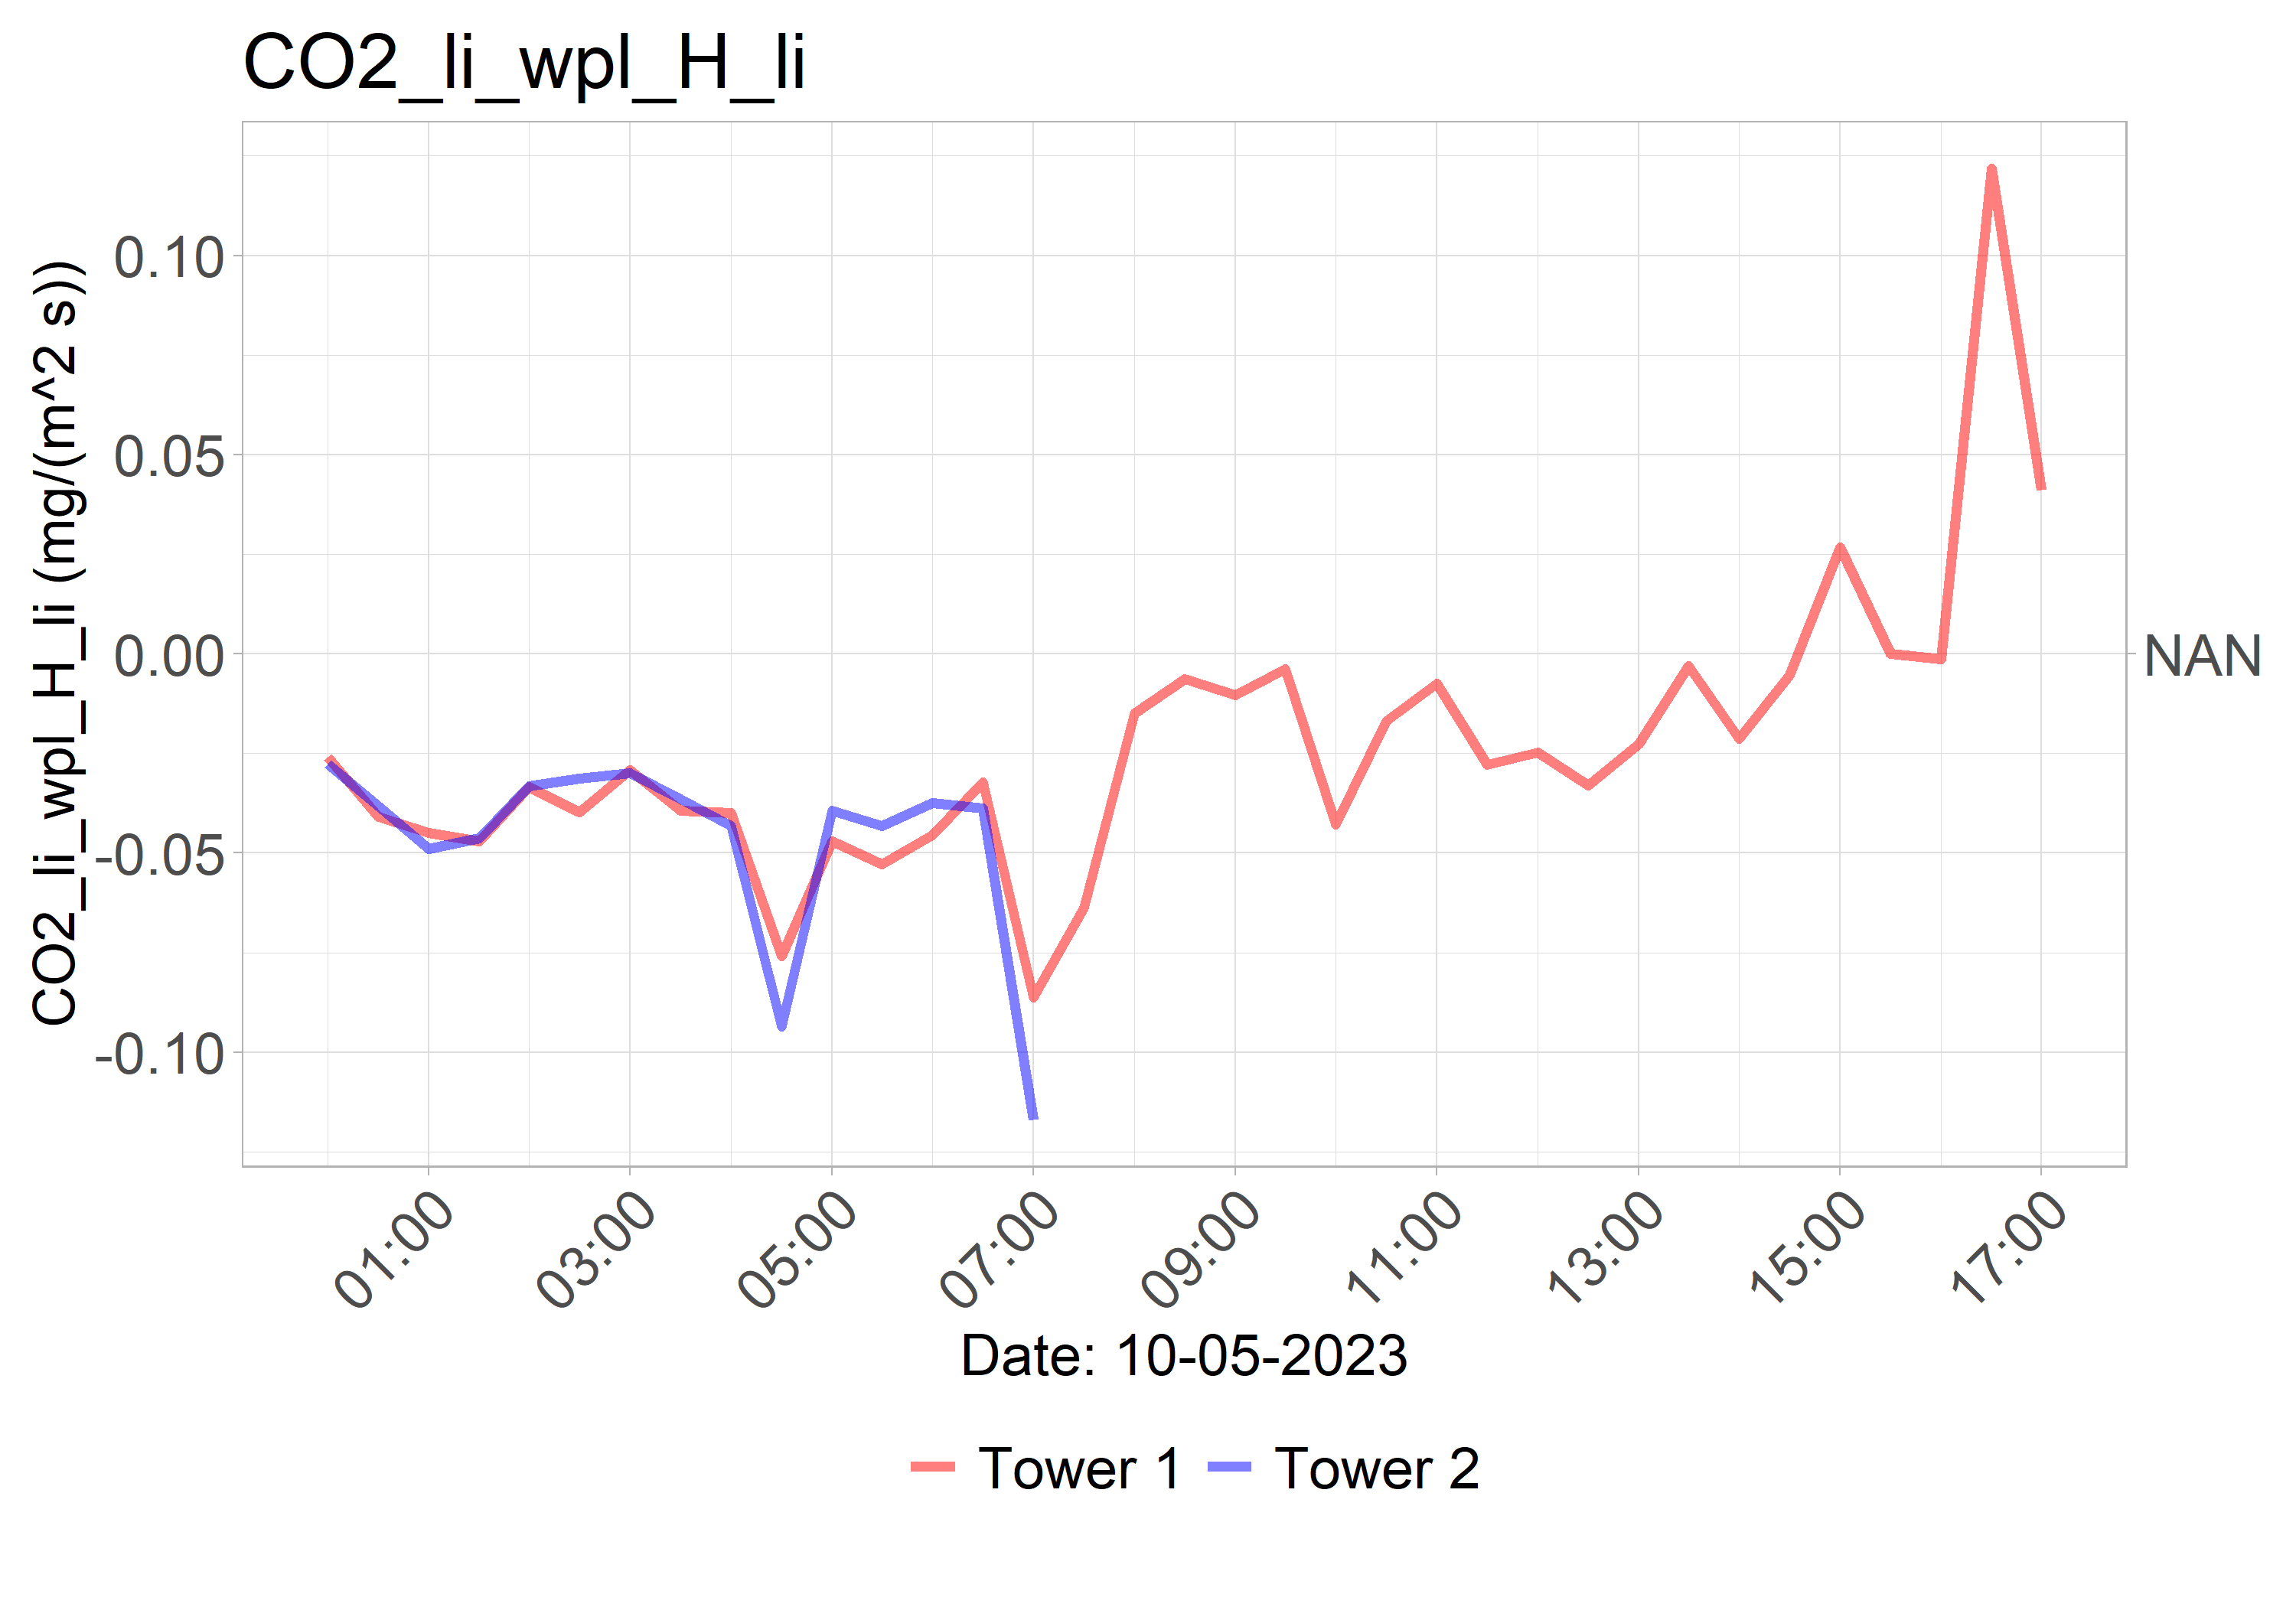 CO2_li_wpl_H_li
CO2_li_wpl_H_li (mg/(m^2 s))
0.10
0.05
0.00
-0.05
-0.10
NAN
01:00
03:00
05:00
07:00
09:00
11:00
13:00
15:00
17:00
Date: 10-05-2023
Tower 1
Tower 2